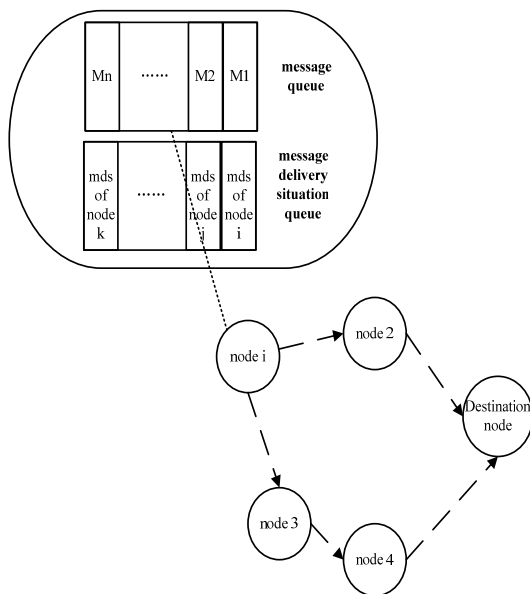 Mn
......
M2
M1
message
queue
mds
of
node
k
......
mds
of
node
j
mds
of
node
i
message
delivery
situation
queue
node i
node 2
Destination
node
node 3
node 4